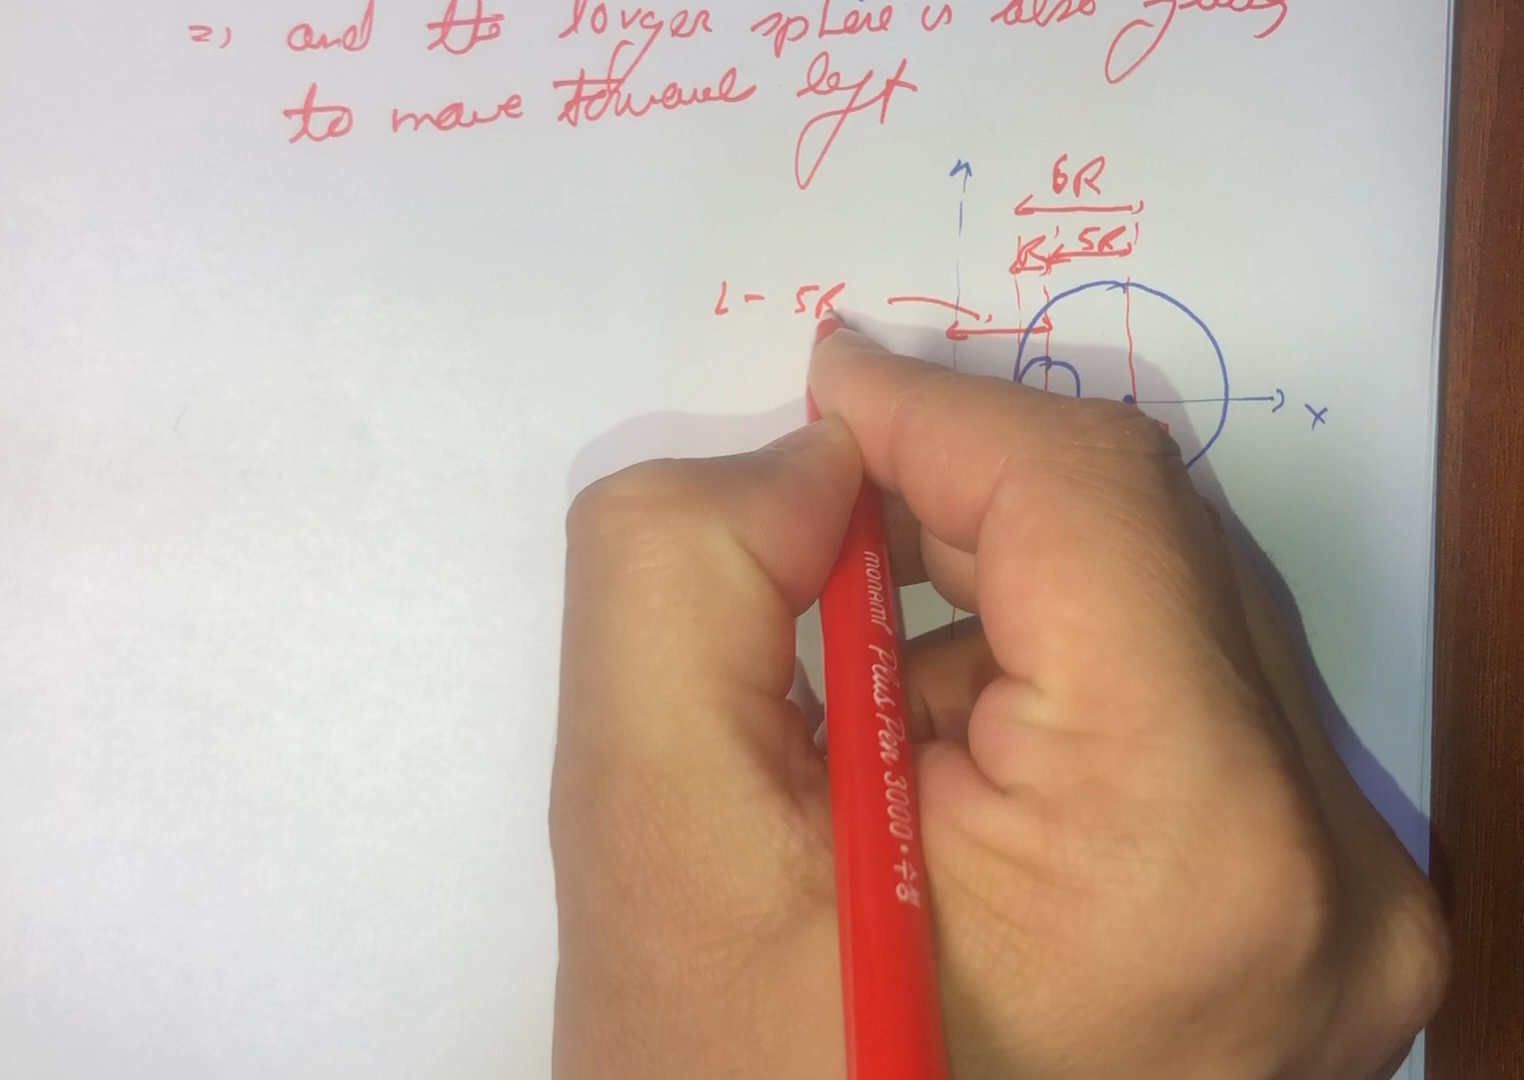 => and the larger sphere is also going
to move toward left
6R
R 5R
L - 5R
x
monami Plus Pen 3000